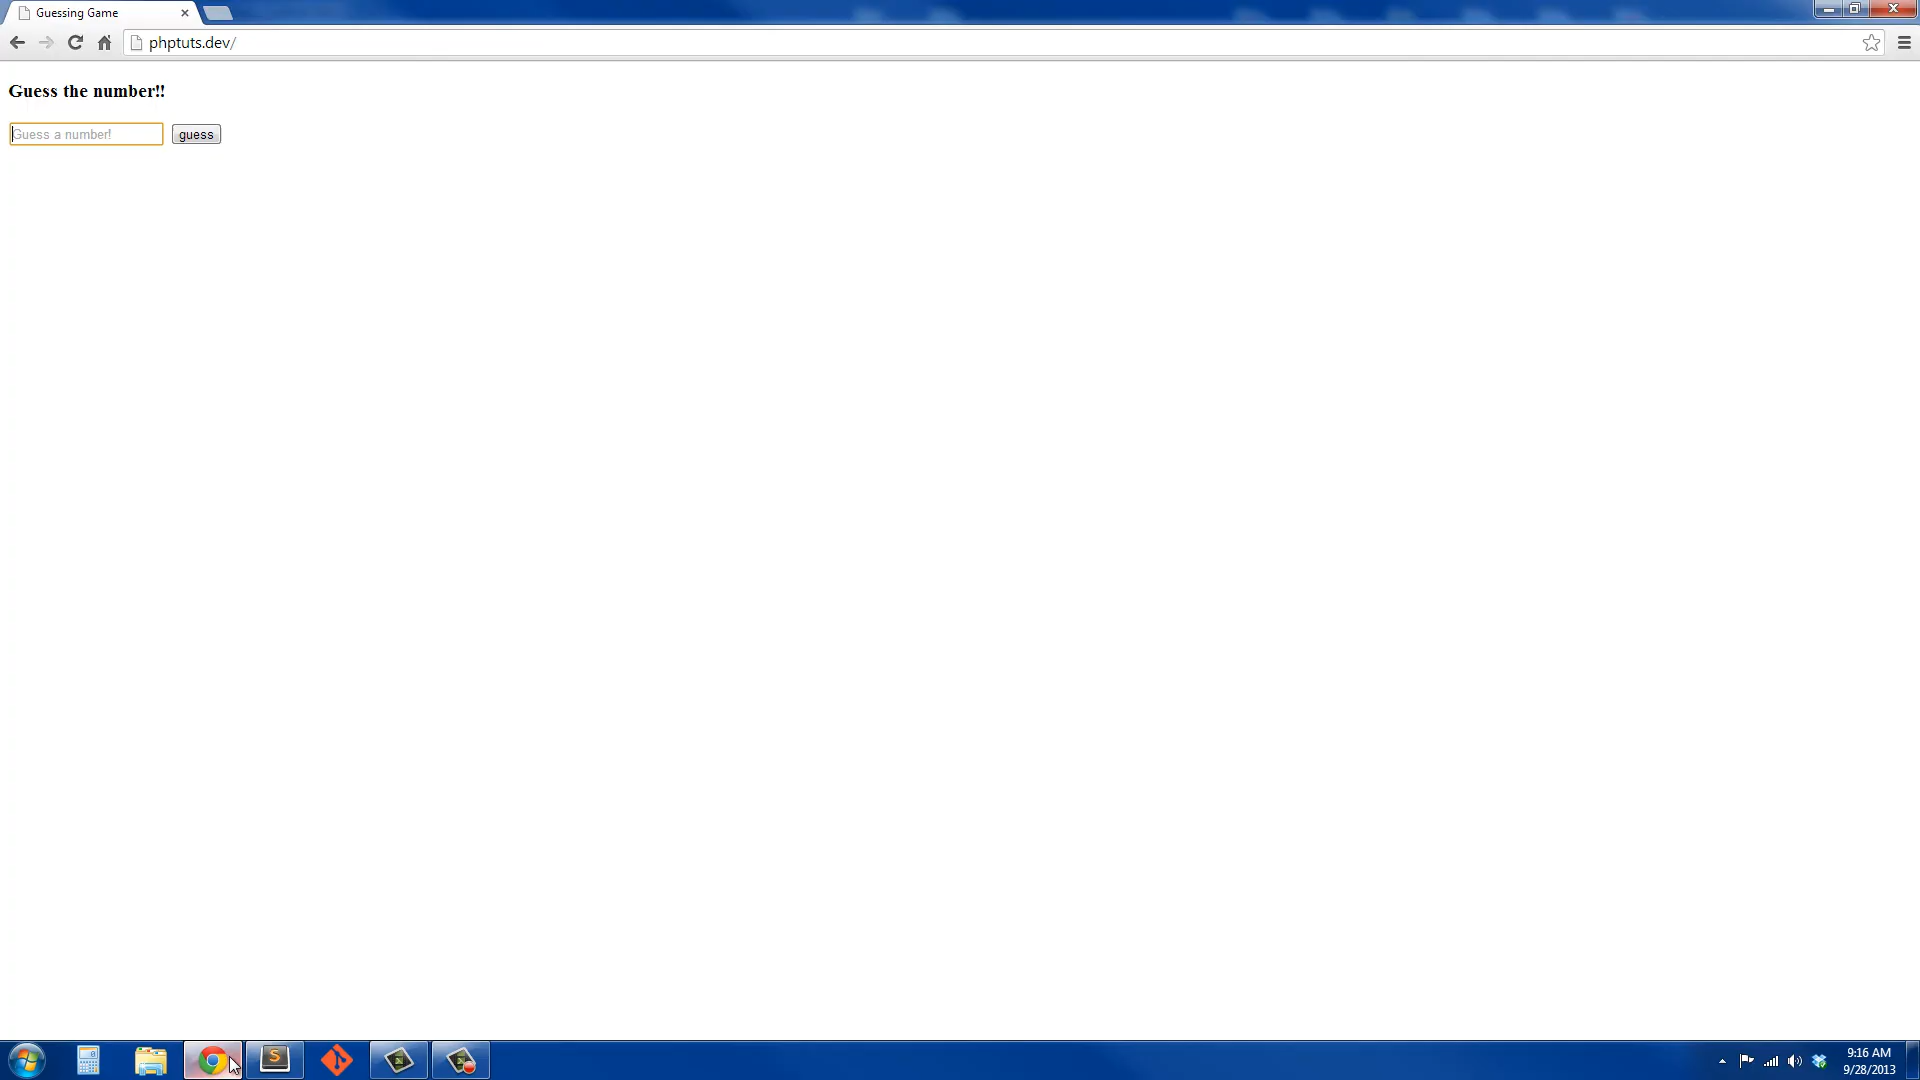 Guessing Game
phptuts.dev/
Guess the number!!
Guess a number!
guess
9:16 AM
9/28/2013